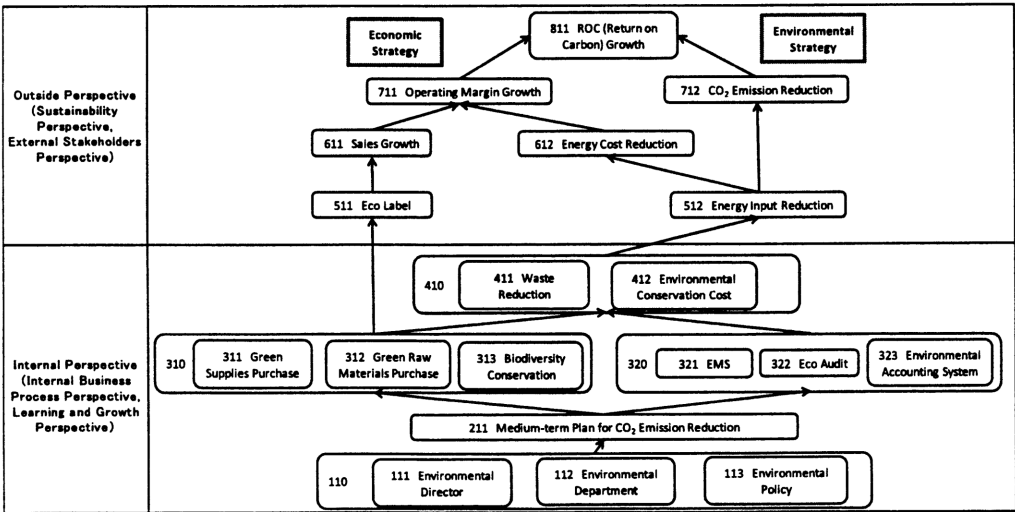 Outside Perspective
(Sustainability
Perspective,
External Stakeholders
Perspective)
Economic
Strategy
811 ROC (Return on
Carbon) Growth
Environmental
Strategy
711 Operating Margin Growth
712 CO₂ Emission Reduction
611 Sales Growth
612 Energy Cost Reduction
511 Eco Label
512 Energy Input Reduction
Internal Perspective
(Internal Business
Process Perspective,
Learning and Growth
Perspective)
410
411 Waste
Reduction
412 Environmental
Conservation Cost
310
311 Green
Supplies Purchase
312 Green Raw
Materials Purchase
313 Biodiversity
Conservation
320
321 EMS
322 Eco Audit
323 Environmental
Accounting System
211 Medium-term Plan for CO₂ Emission Reduction
110
111 Environmental
Director
112 Environmental
Department
113 Environmental
Policy